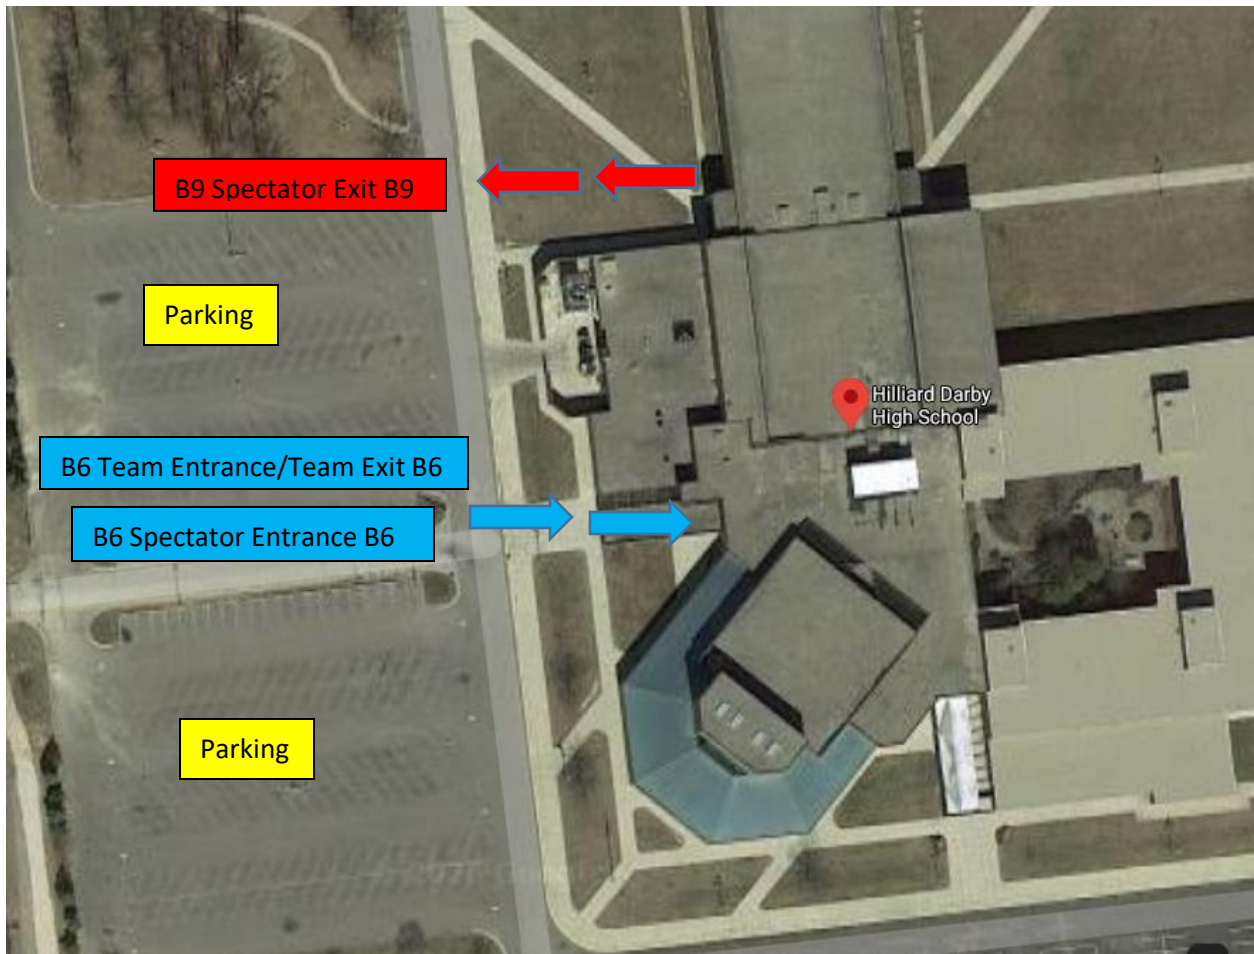 B9 Spectator Exit B9
Parking
Hilliard Darby
High School
B6 Team Entrance/Team Exit B6
B6 Spectator Entrance B6
Parking